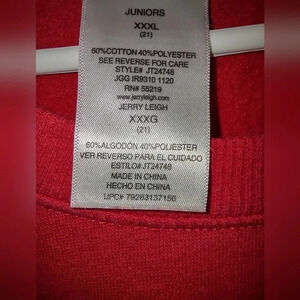 JUNIORS
XXXL
(21)
60%COTTON 40%POLYESTER
SEE REVERSE FOR CARE
STYLE# JT24748
JGG IR9310 1120
RN# 55219
www.jerryleigh.com
JERRY LEIGH
XXXG
(21)
60%ALGODÓN 40%POLIESTER
VER REVERSO PARA EL CUIDADO
ESTILO# JT24748
MADE IN CHINA
HECHO EN CHINA
UPC# 79263137156